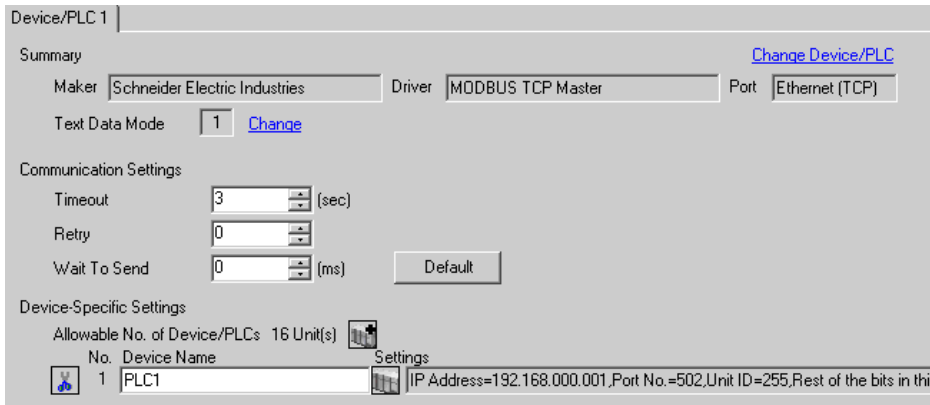 Device/PLC 1
Summary
Change Device/PLC
Maker Schneider Electric Industries Driver MODBUS TCP Master Port Ethernet (TCP)
Text Data Mode 1 Change
Communication Settings
Timeout 3 (sec)
Retry 0
Wait To Send 0 (ms) Default
Device-Specific Settings
Allowable No. of Device/PLCs 16 Unit(s)
No. Device Name Settings
1 PLC1 IP Address=192.168.000.001,Port No.=502,Unit ID=255,Rest of the bits in thi